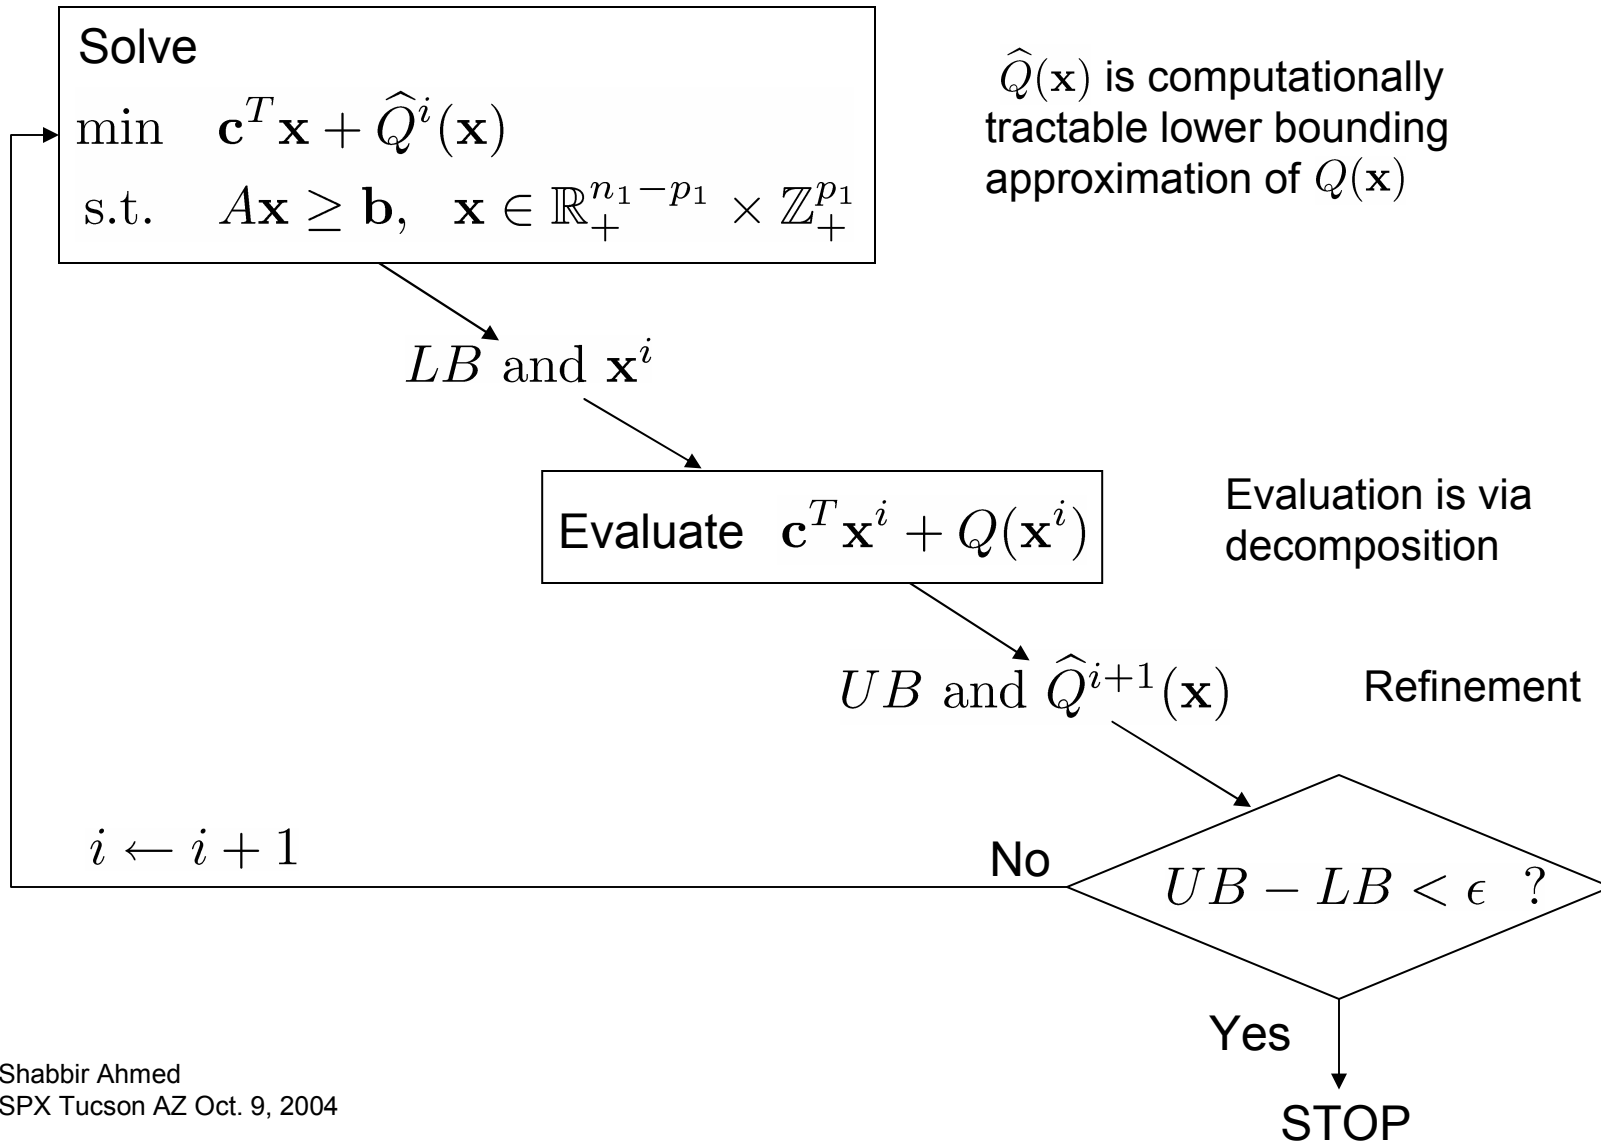 Solve
min c^T x + Q̂^i(x)
s.t. Ax ≥ b, x ∈ ℝ_+^{n_1−p_1} × ℤ_+^{p_1}
Q̂(x) is computationally
tractable lower bounding
approximation of Q(x)
LB and x^i
Evaluate c^T x^i + Q(x^i)
Evaluation is via
decomposition
UB and Q̂^{i+1}(x)
Refinement
i ← i + 1
No
UB − LB < ϵ ?
Yes
STOP
Shabbir Ahmed
SPX Tucson AZ Oct. 9, 2004